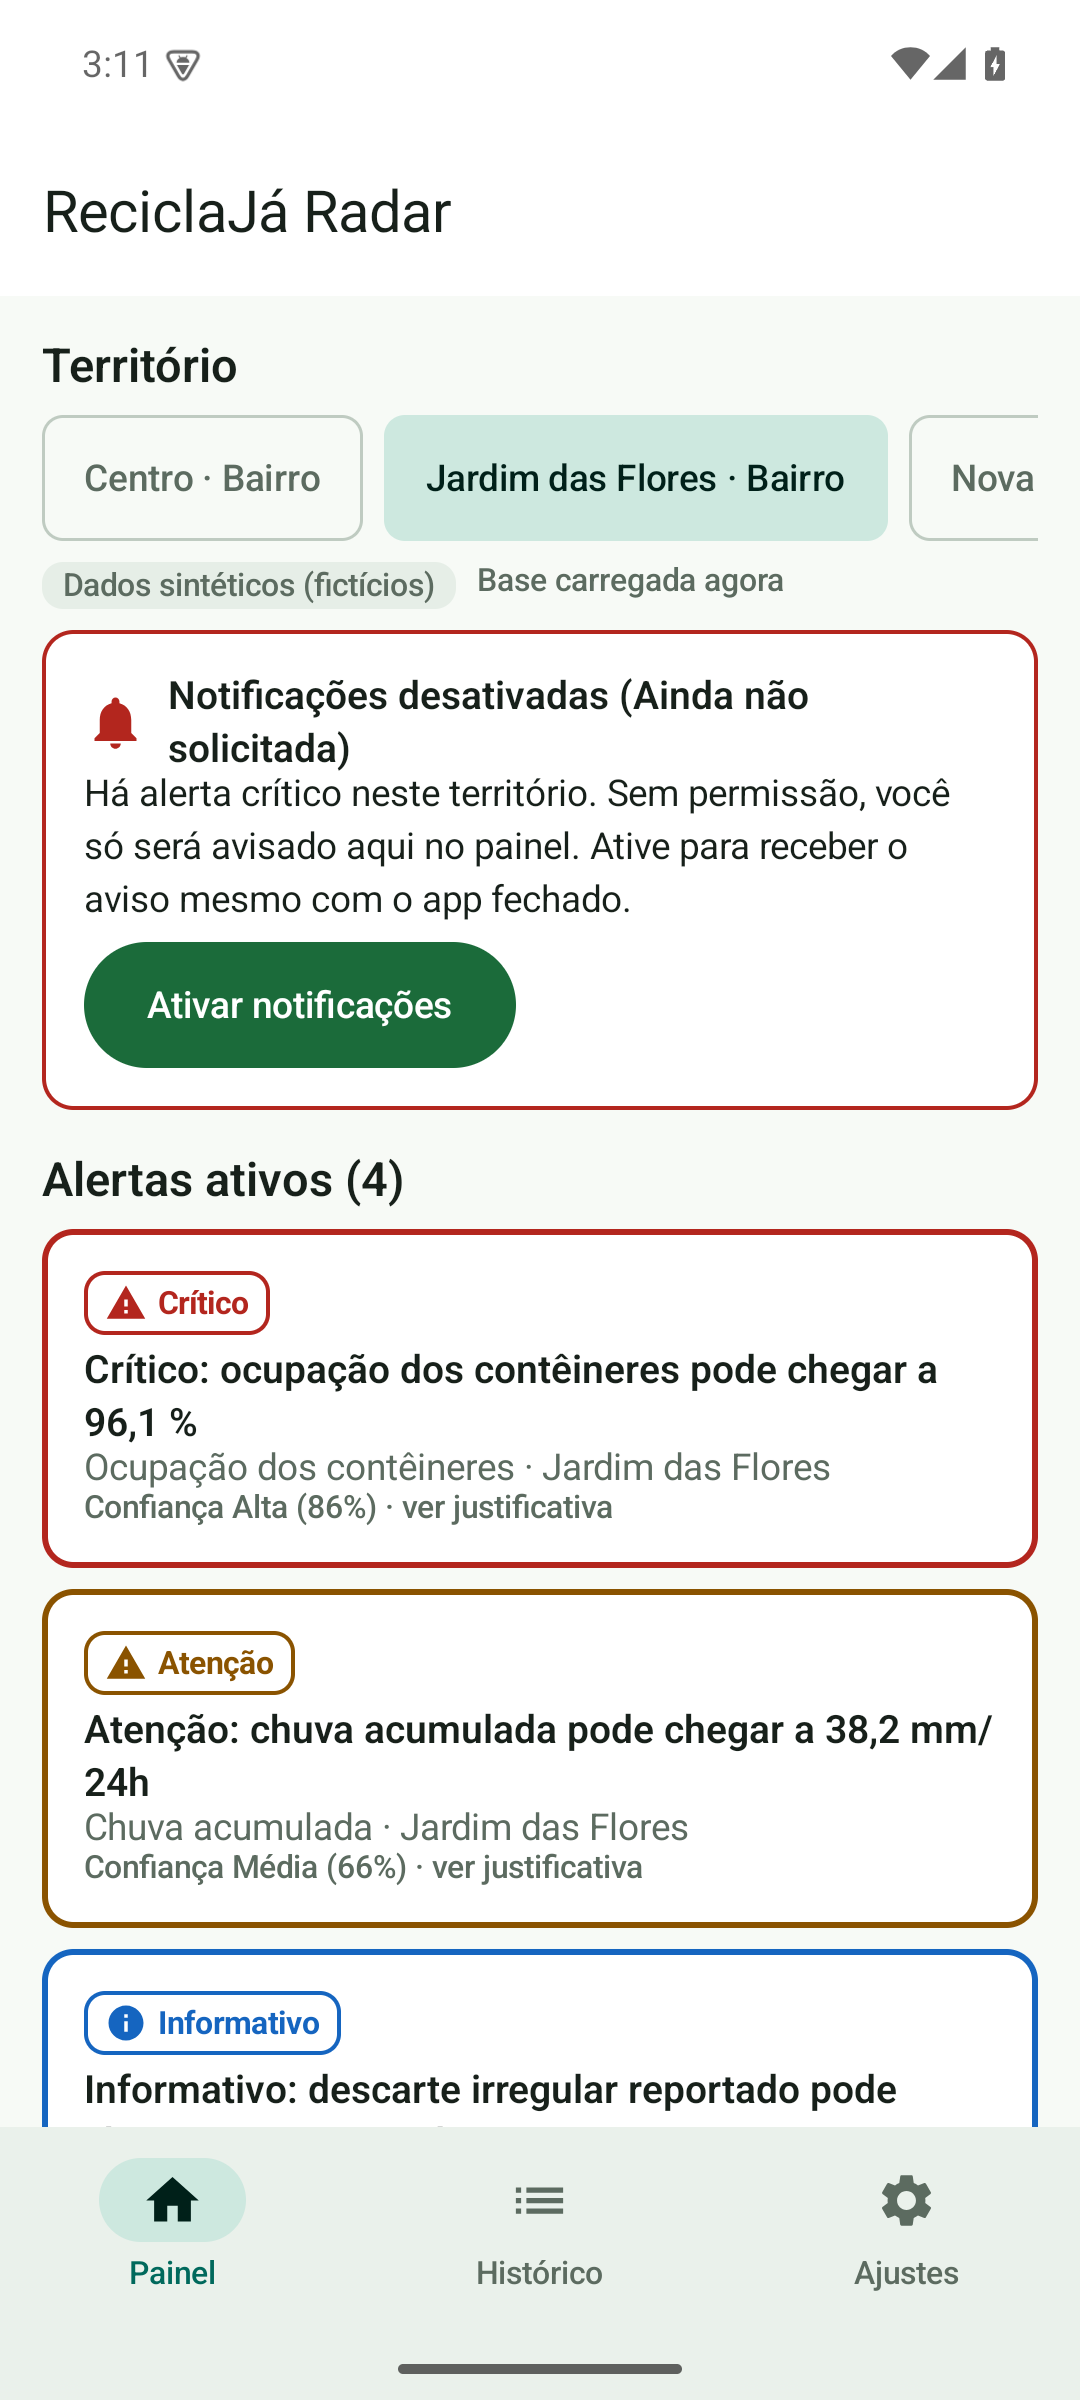 3:11
ReciclaJá Radar
Território
Centro · Bairro
Jardim das Flores · Bairro
Nova
Dados sintéticos (fictícios)
Base carregada agora
Notificações desativadas (Ainda não
solicitada)
Há alerta crítico neste território. Sem permissão, você
só será avisado aqui no painel. Ative para receber o
aviso mesmo com o app fechado.
Ativar notificações
Alertas ativos (4)
Crítico
Crítico: ocupação dos contêineres pode chegar a
96,1 %
Ocupação dos contêineres · Jardim das Flores
Confiança Alta (86%) · ver justificativa
Atenção
Atenção: chuva acumulada pode chegar a 38,2 mm/
24h
Chuva acumulada · Jardim das Flores
Confiança Média (66%) · ver justificativa
Informativo
Informativo: descarte irregular reportado pode
Painel
Histórico
Ajustes